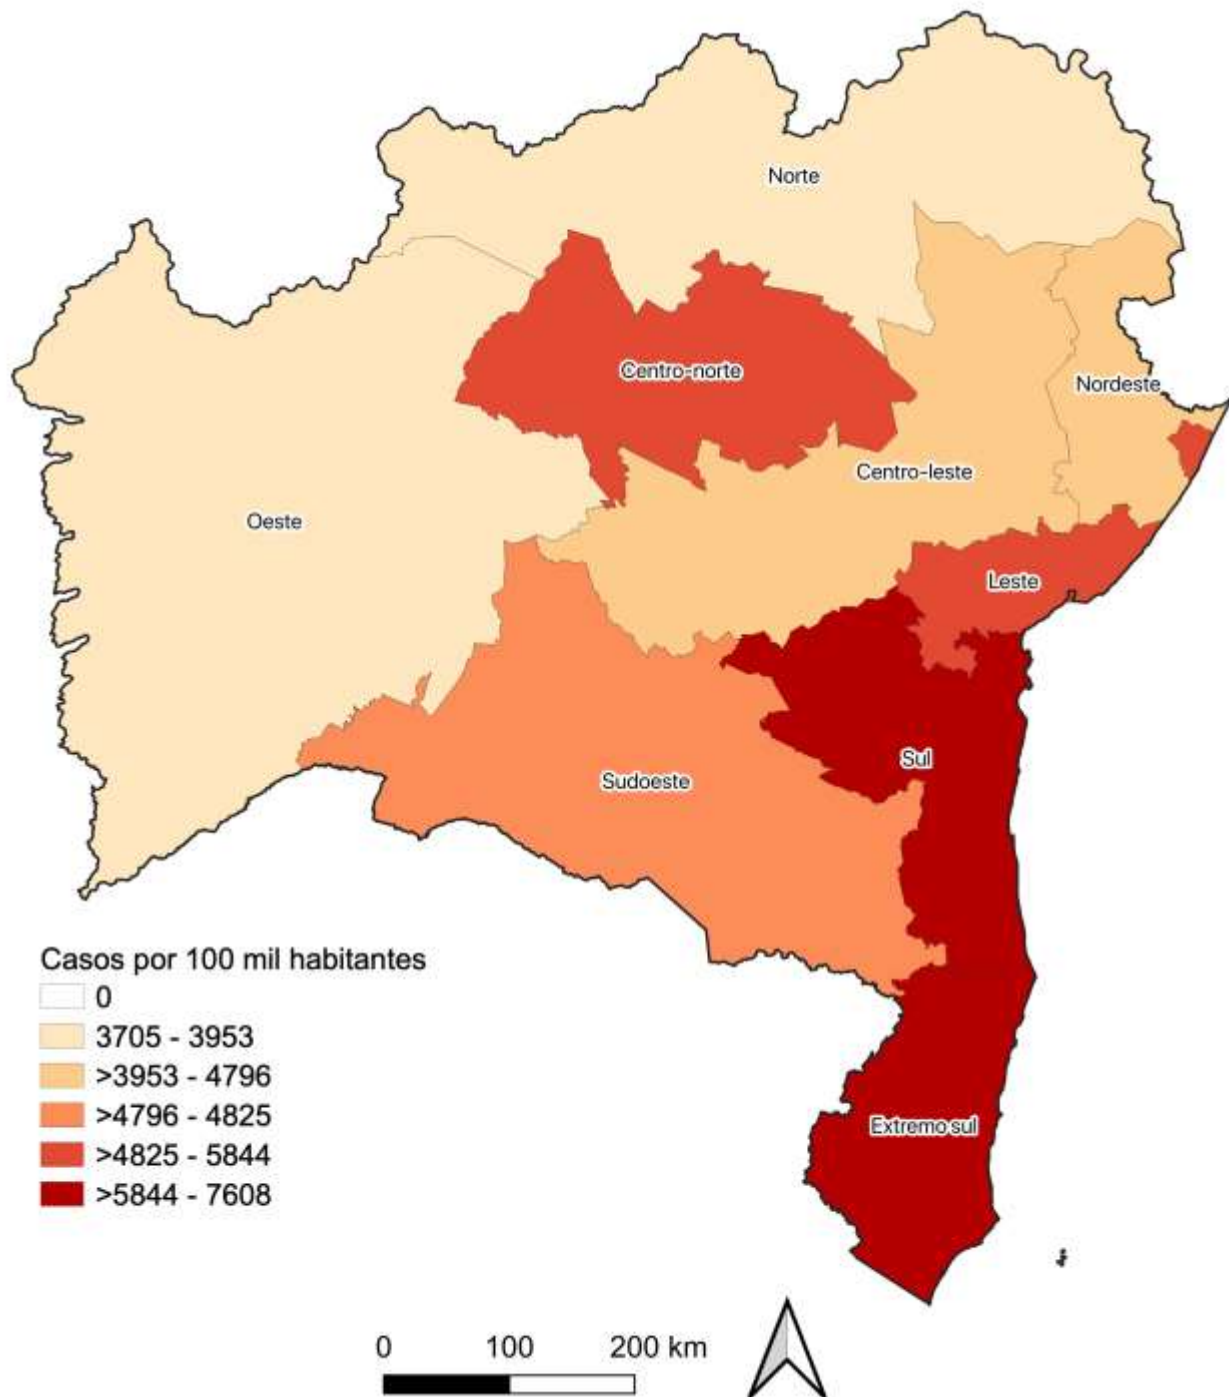 Norte
Centro-norte
Nordeste
Centro-leste
Oeste
Leste
Sul
Sudoeste
Casos por 100 mil habitantes
0
3705 - 3953
>3953 - 4796
>4796 - 4825
>4825 - 5844
>5844 - 7608
Extremo sul
0 100 200 km